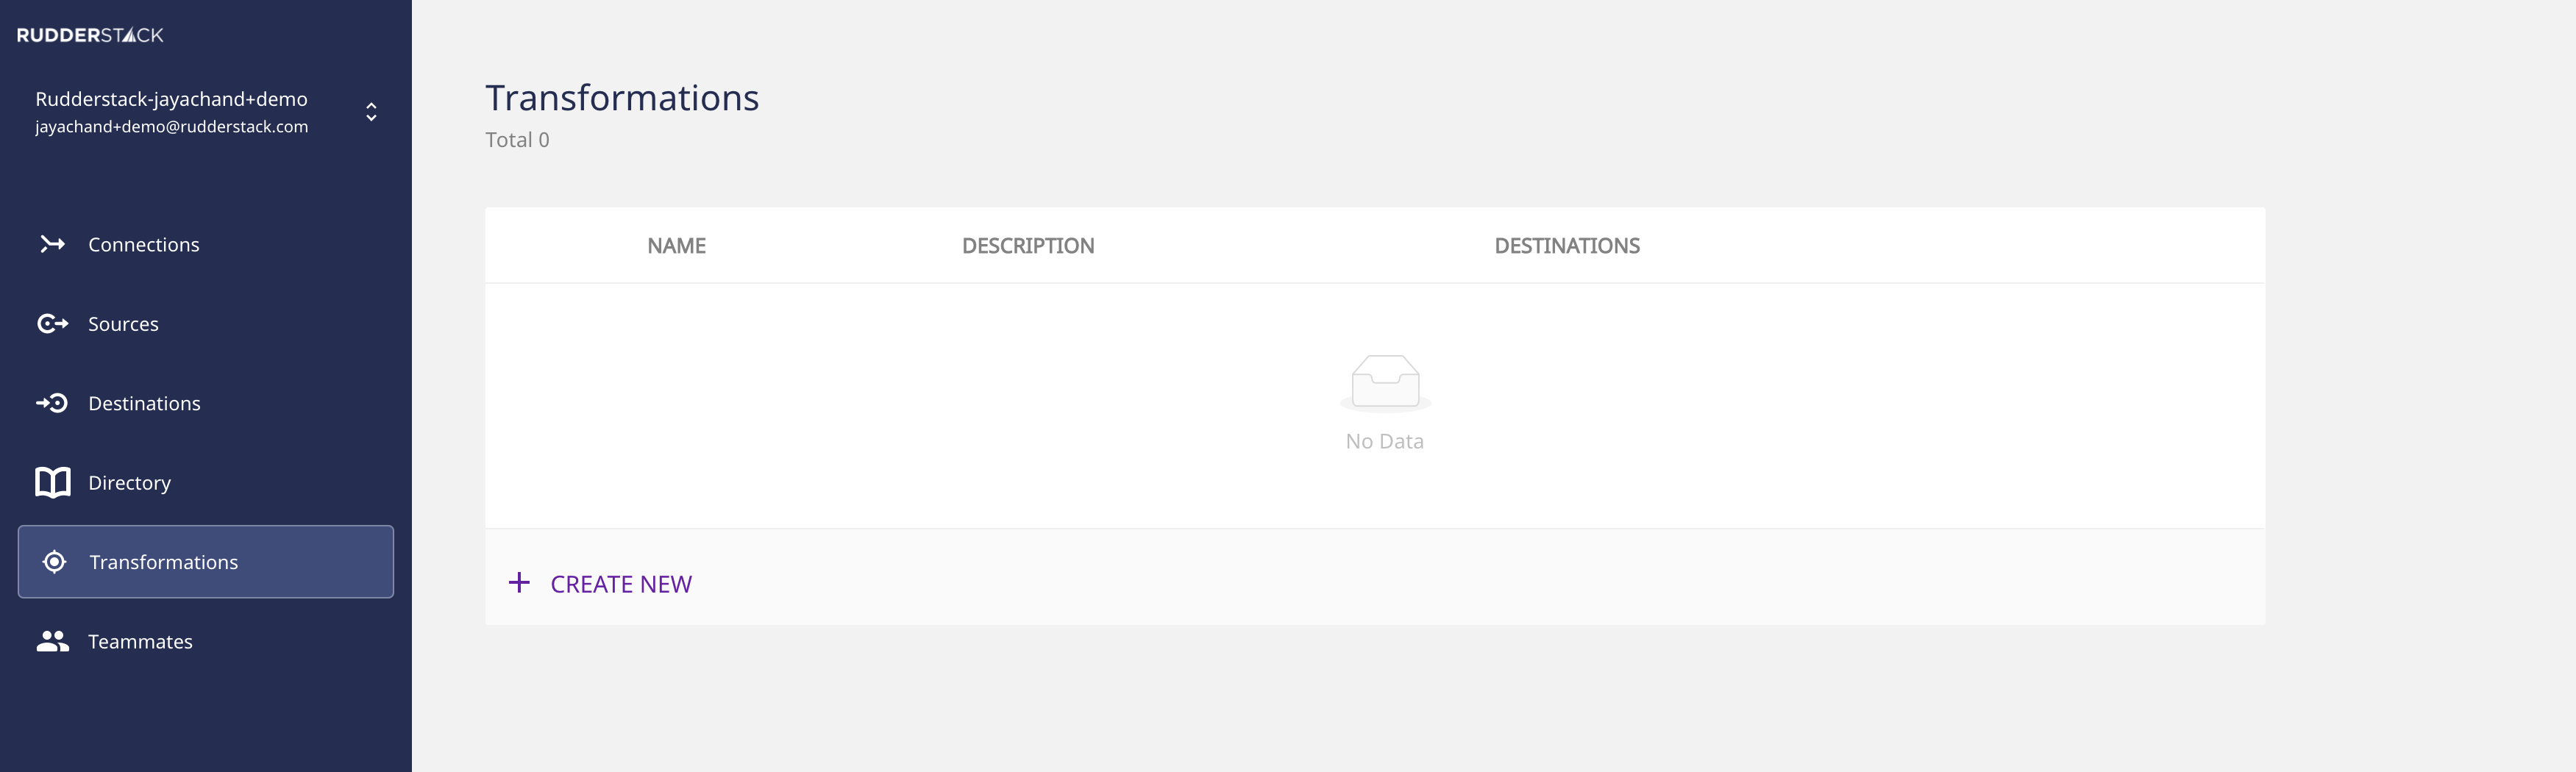 RUDDERSTACK
Rudderstack-jayachand+demo
jayachand+demo@rudderstack.com
Connections
Sources
Destinations
Directory
Transformations
Teammates
Transformations
Total 0
NAME DESCRIPTION DESTINATIONS
No Data
+ CREATE NEW